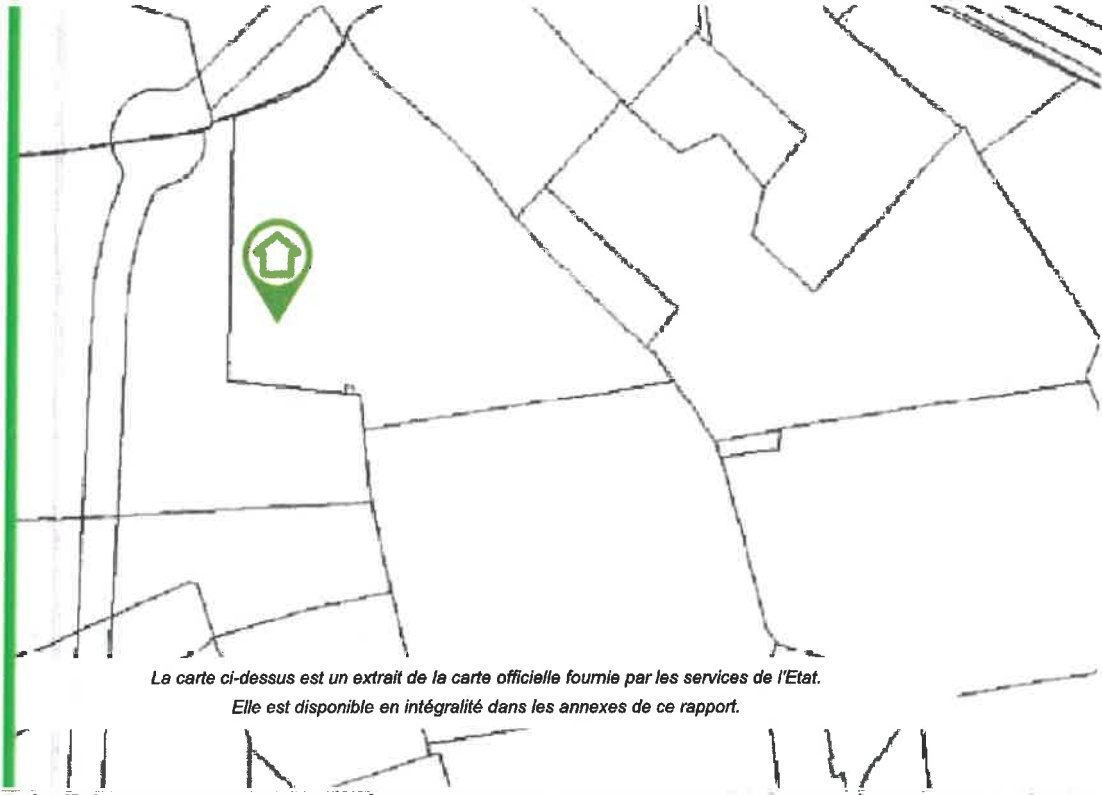 La carte ci-dessus est un extrait de la carte officielle fournie par les services de l'Etat.
Elle est disponible en intégralité dans les annexes de ce rapport.